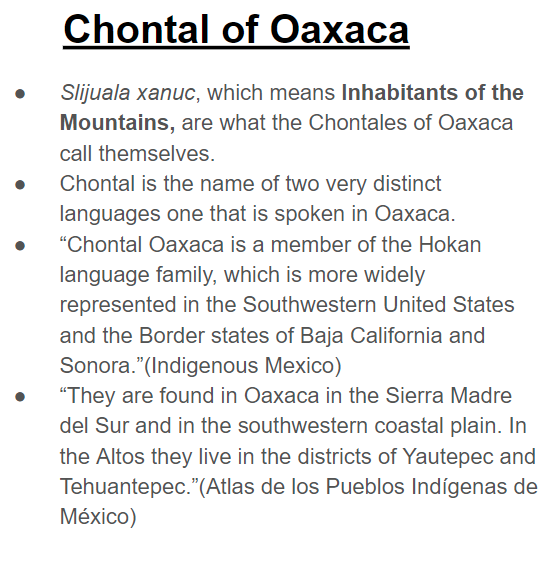 Chontal of Oaxaca
● Slijuala xanuc, which means Inhabitants of the
Mountains, are what the Chontales of Oaxaca
call themselves.
● Chontal is the name of two very distinct
languages one that is spoken in Oaxaca.
● “Chontal Oaxaca is a member of the Hokan
language family, which is more widely
represented in the Southwestern United States
and the Border states of Baja California and
Sonora.”(Indigenous Mexico)
● “They are found in Oaxaca in the Sierra Madre
del Sur and in the southwestern coastal plain. In
the Altos they live in the districts of Yautepec and
Tehuantepec.”(Atlas de los Pueblos Indígenas de
México)